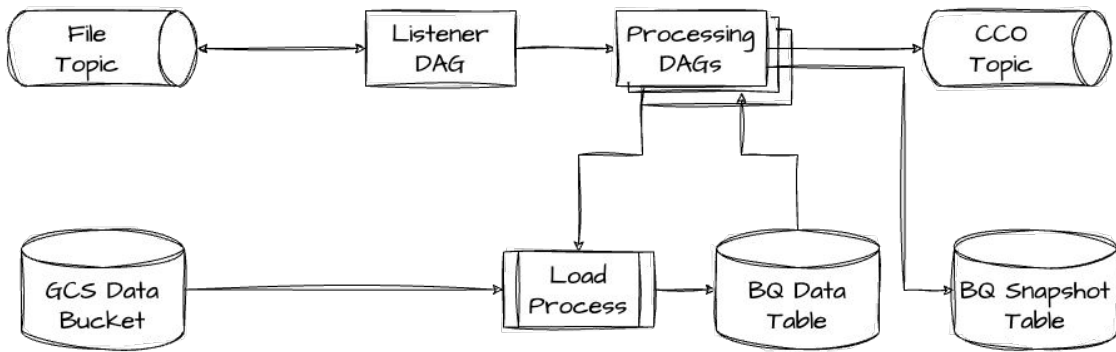 File
Topic
Listener
DAG
Processing
DAGs
CCO
Topic
GCS Data
Bucket
Load
Process
BQ Data
Table
BQ Snapshot
Table